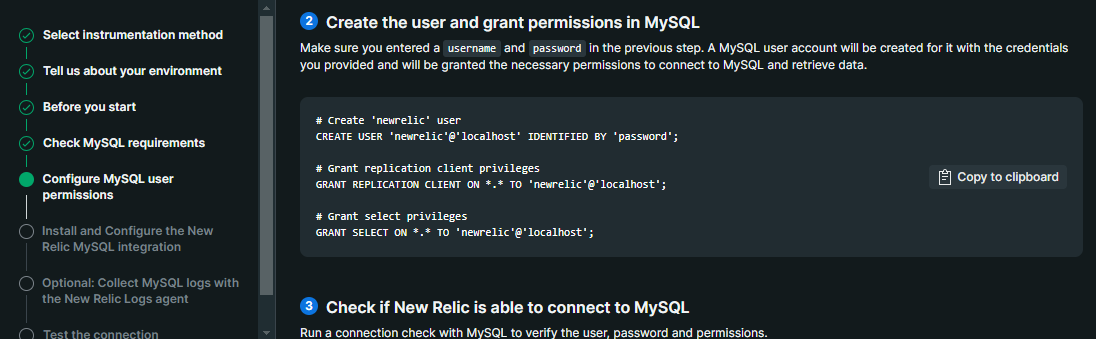 Select instrumentation method
Tell us about your environment
Before you start
Check MySQL requirements
Configure MySQL user
permissions
Install and Configure the New
Relic MySQL integration
Optional: Collect MySQL logs with
the New Relic Logs agent
Test the connection
2 Create the user and grant permissions in MySQL
Make sure you entered a username and password in the previous step. A MySQL user account will be created for it with the credentials
you provided and will be granted the necessary permissions to connect to MySQL and retrieve data.
# Create 'newrelic' user
CREATE USER 'newrelic'@'localhost' IDENTIFIED BY 'password';
# Grant replication client privileges
GRANT REPLICATION CLIENT ON *.* TO 'newrelic'@'localhost';
# Grant select privileges
GRANT SELECT ON *.* TO 'newrelic'@'localhost';
Copy to clipboard
3 Check if New Relic is able to connect to MySQL
Run a connection check with MySQL to verify the user, password and permissions.